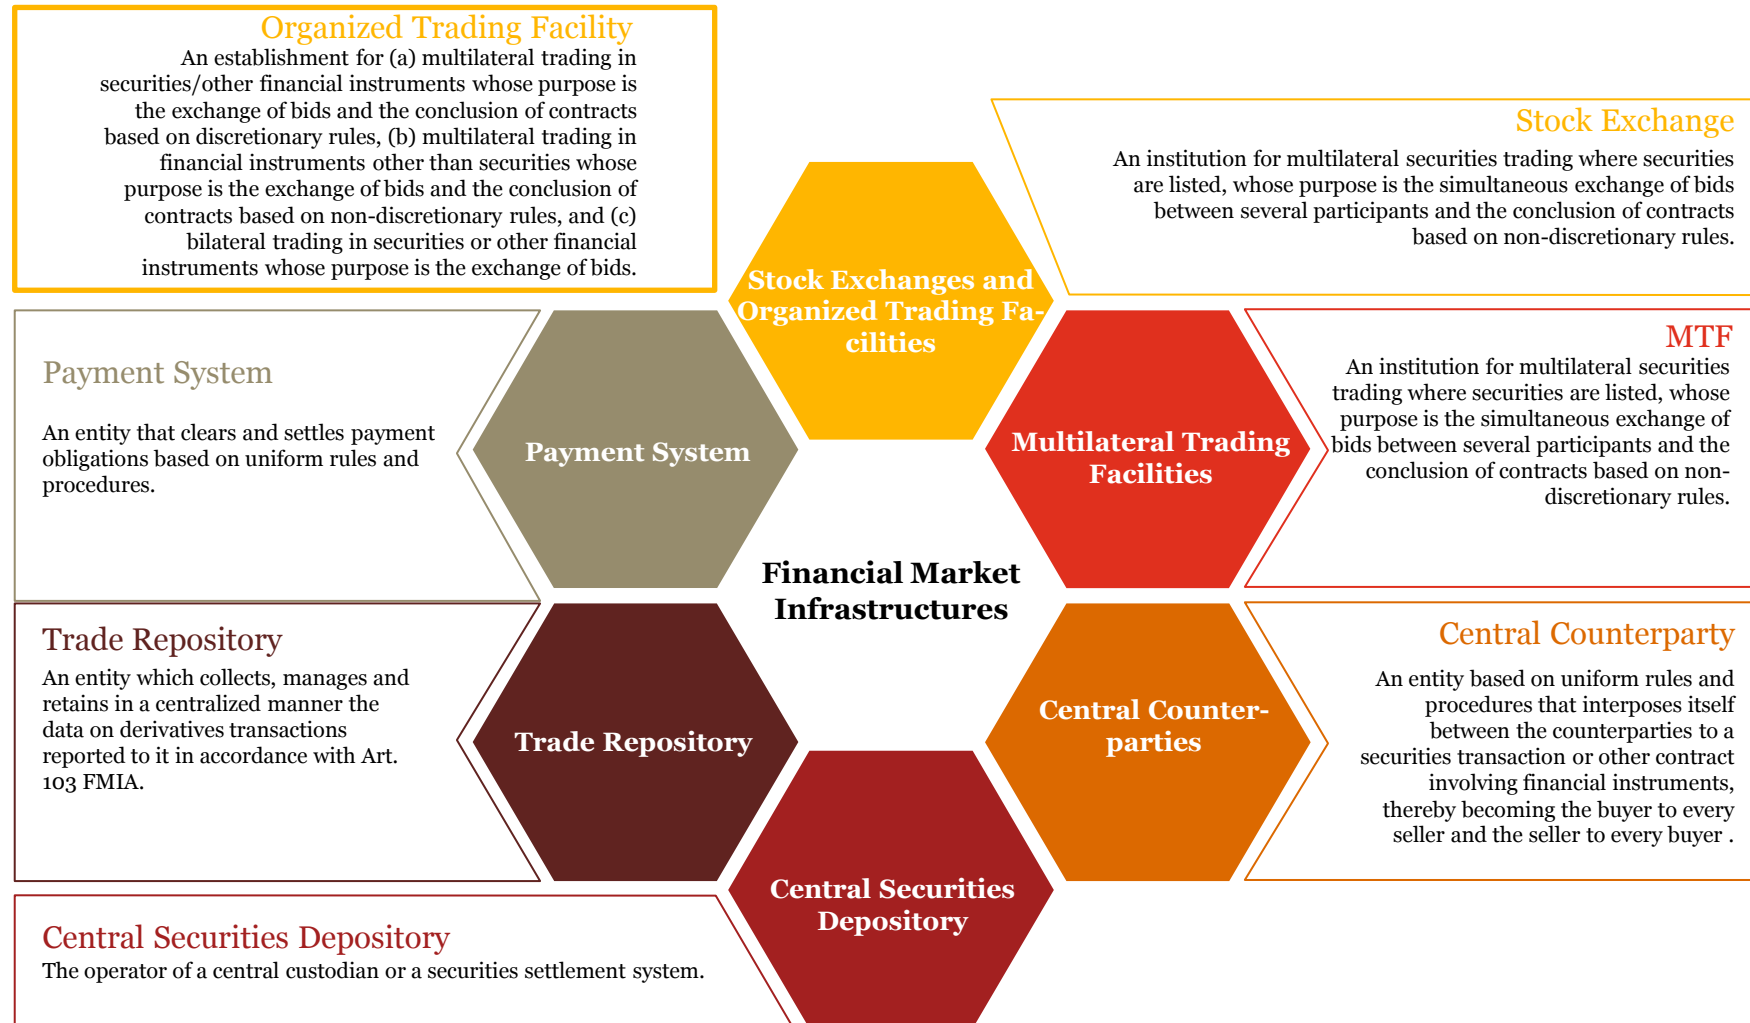 Organized Trading Facility
An establishment for (a) multilateral trading in
securities/other financial instruments whose purpose is
the exchange of bids and the conclusion of contracts
based on discretionary rules, (b) multilateral trading in
financial instruments other than securities whose
purpose is the exchange of bids and the conclusion of
contracts based on non-discretionary rules, and (c)
bilateral trading in securities or other financial
instruments whose purpose is the exchange of bids.
Stock Exchange
An institution for multilateral securities trading where securities
are listed, whose purpose is the simultaneous exchange of bids
between several participants and the conclusion of contracts
based on non-discretionary rules.
Stock Exchanges and
Organized Trading Fa-
cilities
Payment System
An entity that clears and settles payment
obligations based on uniform rules and
procedures.
Payment System
Multilateral Trading
Facilities
MTF
An institution for multilateral securities
trading where securities are listed, whose
purpose is the simultaneous exchange of
bids between several participants and the
conclusion of contracts based on non-
discretionary rules.
Financial Market
Infrastructures
Trade Repository
An entity which collects, manages and
retains in a centralized manner the
data on derivatives transactions
reported to it in accordance with Art.
103 FMIA.
Trade Repository
Central Counter-
parties
Central Counterparty
An entity based on uniform rules and
procedures that interposes itself
between the counterparties to a
securities transaction or other contract
involving financial instruments,
thereby becoming the buyer to every
seller and the seller to every buyer .
Central Securities
Depository
Central Securities Depository
The operator of a central custodian or a securities settlement system.